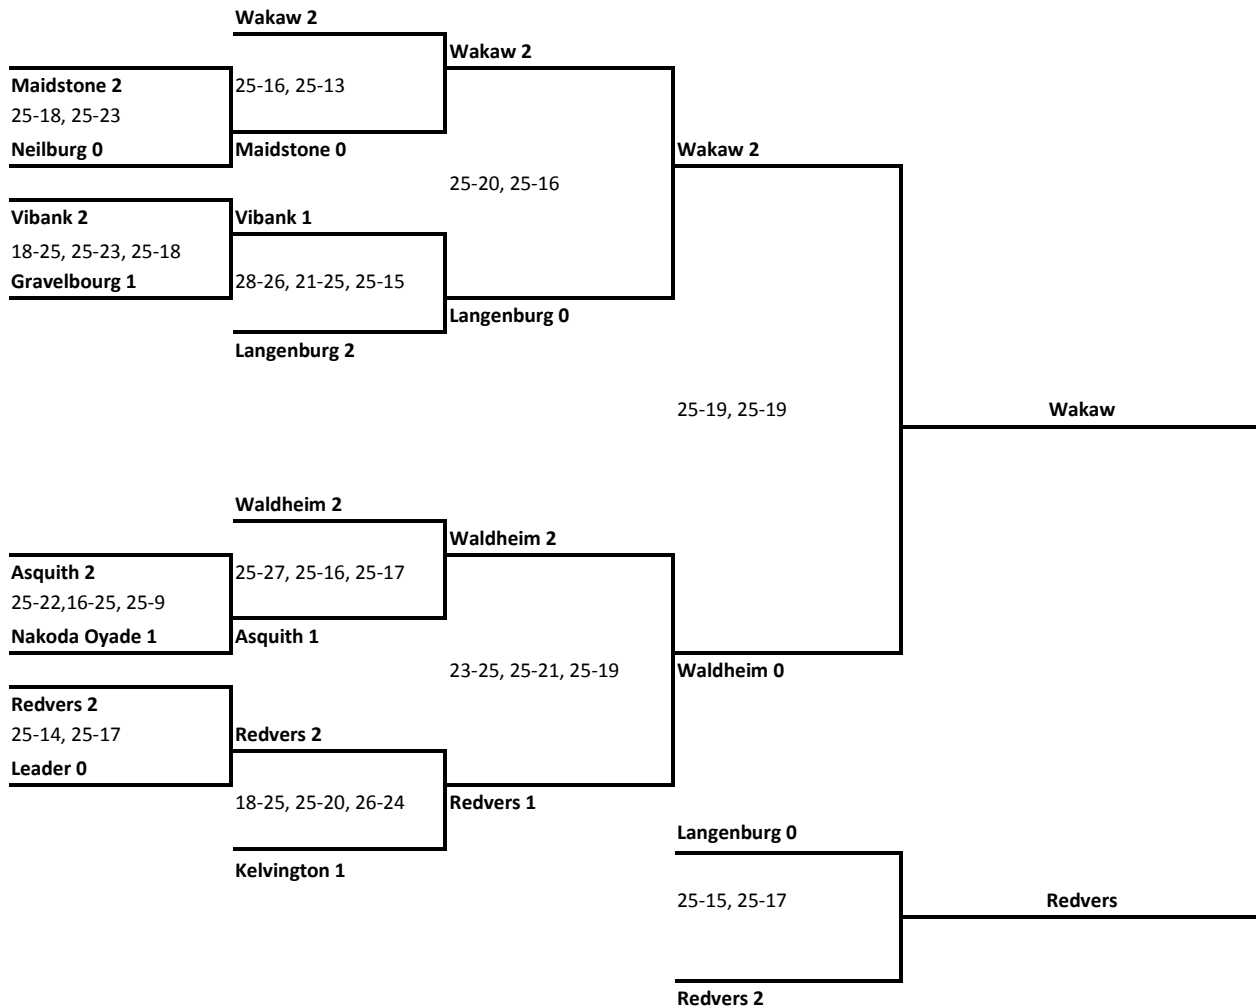 Wakaw 2
Wakaw 2
Maidstone 2
25-16, 25-13
25-18, 25-23
Neilburg 0
Maidstone 0
Wakaw 2
25-20, 25-16
Vibank 2
Vibank 1
18-25, 25-23, 25-18
Gravelbourg 1
28-26, 21-25, 25-15
Langenburg 0
Langenburg 2
25-19, 25-19
Wakaw
Waldheim 2
Waldheim 2
Asquith 2
25-27, 25-16, 25-17
25-22,16-25, 25-9
Nakoda Oyade 1
Asquith 1
23-25, 25-21, 25-19
Waldheim 0
Redvers 2
25-14, 25-17
Redvers 2
Leader 0
18-25, 25-20, 26-24
Redvers 1
Langenburg 0
Kelvington 1
25-15, 25-17
Redvers
Redvers 2